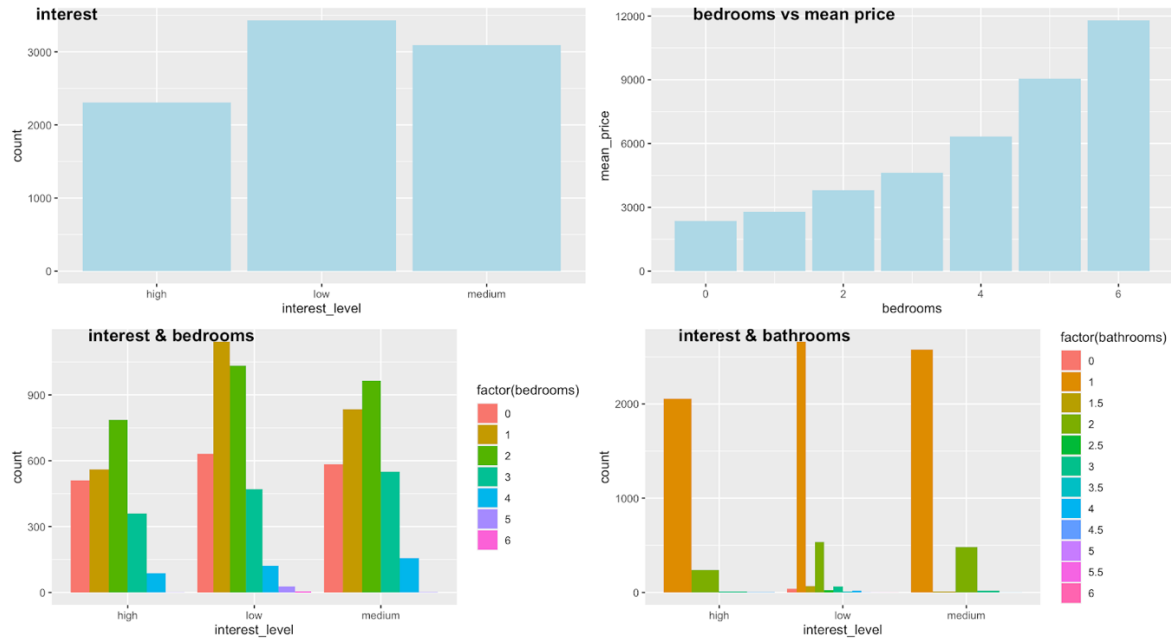 interest
count
3000
2000
1000
0
high
low
medium
interest_level
bedrooms vs mean price
mean_price
12000
9000
6000
3000
0
0
2
4
6
bedrooms
interest & bedrooms
count
900
600
300
0
high
low
medium
interest_level
factor(bedrooms)
0
1
2
3
4
5
6
interest & bathrooms
count
2000
1000
0
high
low
medium
interest_level
factor(bathrooms)
0
1
1.5
2
2.5
3
3.5
4
4.5
5
5.5
6